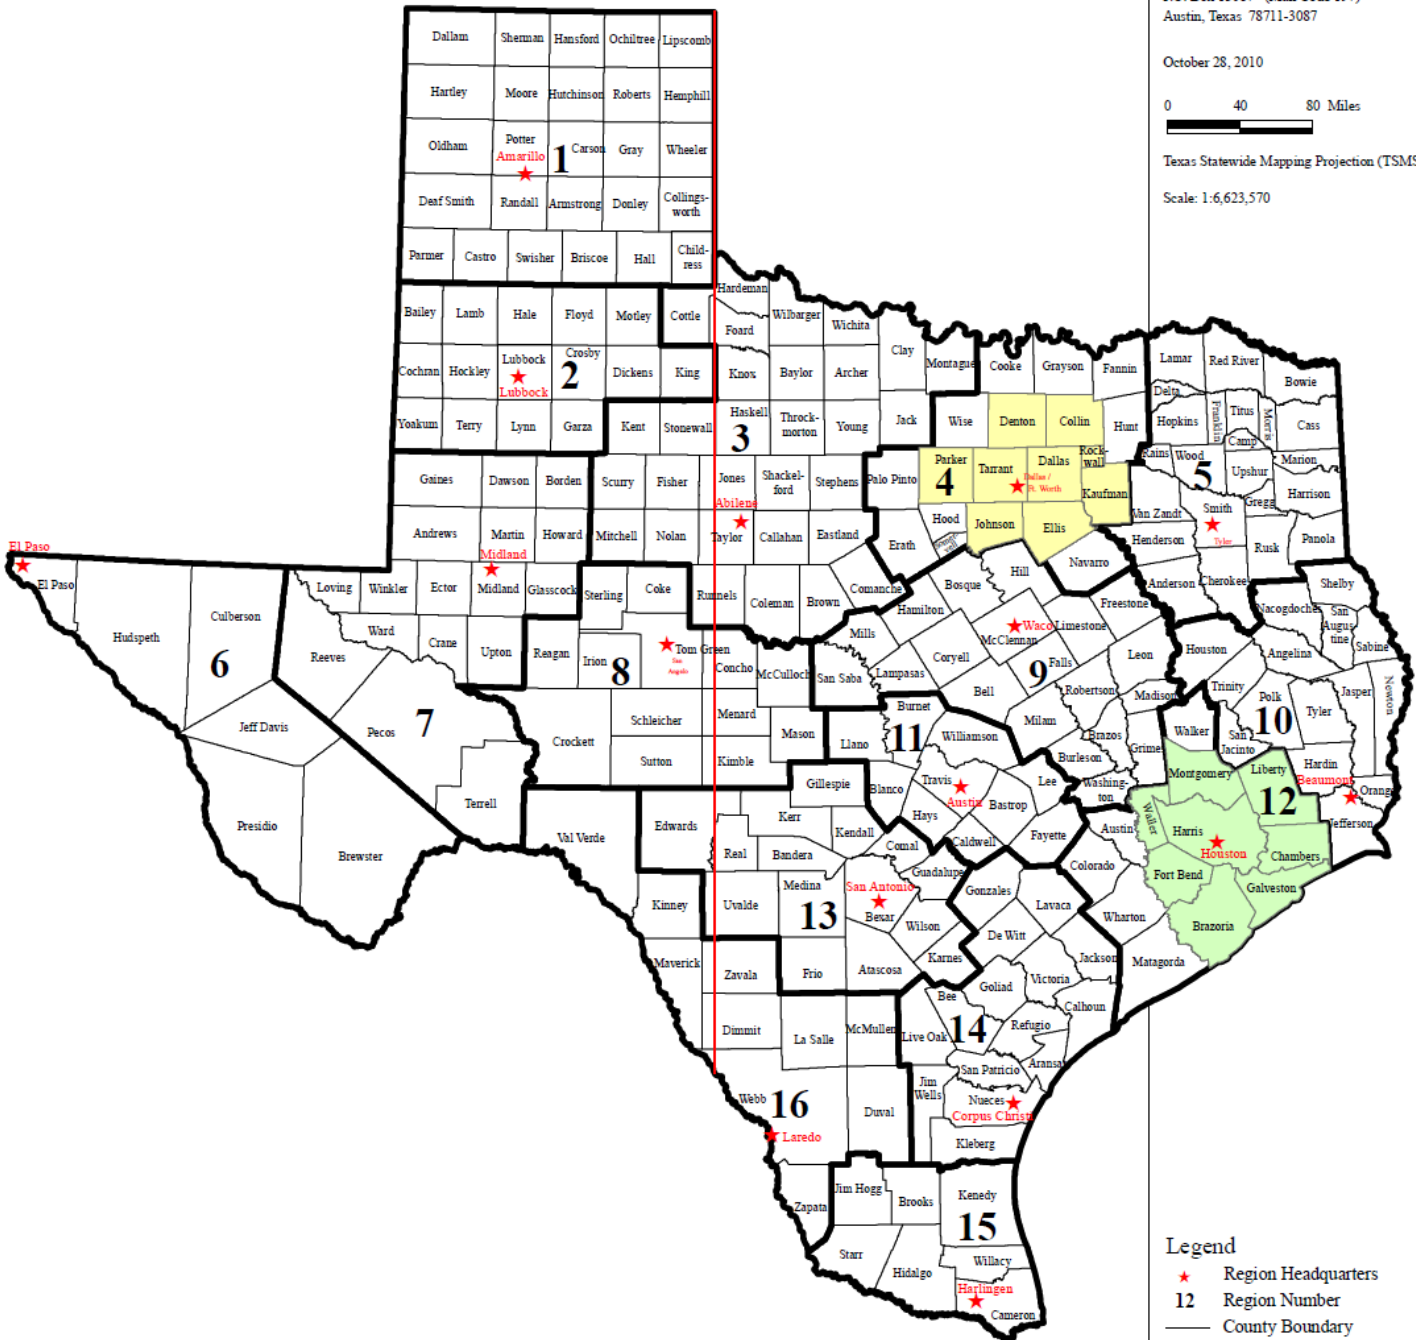 Austin, Texas 78711-3087
October 28, 2010
0 40 80 Miles
Texas Statewide Mapping Projection (TSMS
Scale: 1:6,623,570
Dallam Sherman Hansford Ochiltree Lipscomb
Hartley Moore Hutchinson Roberts Hemphill
Oldham Potter Carson Gray Wheeler
Amarillo 1
Deaf Smith Randall Armstrong Donley Collings-
worth
Parmer Castro Swisher Briscoe Hall Child-
ress
Hardeman
Bailey Lamb Hale Floyd Motley Cottle Foard Wilbarger Wichita
Clay Montague Cooke Grayson Fannin Lamar Red River Bowie
Cochran Hockley Lubbock Crosby Dickens King Knox Baylor Archer
Lubbock 2
Delta Hopkins Franklin Titus Morris Cass
Yoakum Terry Lynn Garza Kent Stonewall Haskell Throck-
morton Young Jack Wise Denton Collin Hunt
3
Rains Wood Camp Upshur Marion
Gaines Dawson Borden Scurry Fisher Jones Shackel-
ford Stephens Palo Pinto Parker Tarrant Dallas Rock-
wall Kaufman
4
Dallas /
Ft. Worth
5
Gregg Harrison
Abilene
Andrews Martin Howard Mitchell Nolan Taylor Callahan Eastland Erath Hood Johnson Ellis
Somer-
vell
Van Zandt Smith Rusk Panola
Tyler
Henderson
Navarro
El Paso
El Paso
Midland
Loving Winkler Ector Midland Glasscock Sterling Coke Runnels Coleman Brown Comanche
Hamilton Bosque Hill Freestone Anderson Cherokee Shelby
Nacogdoches
San
Augus
tine
Sabine
Hudspeth Culberson
6
Reeves Ward Crane Upton Reagan Irion Tom Green Concho McCulloch
San
Angelo
8
Mills San Saba Lampasas Coryell McClennan Waco Limestone
Falls
9
Leon Houston Angelina
Bell Robertson Madison Trinity Polk Tyler Jasper Newton
10
Jeff Davis Pecos
7
Crockett Schleicher Menard Mason
Sutton Kimble
Llano Burnet Williamson Milam Brazos Grimes Walker San
Jacinto
11
Burleson
Hardin
Beaumont
Orange
Jefferson
Presidio Brewster Terrell Val Verde Edwards Gillespie Blanco Travis
Austin
Hays Bastrop Lee Washing-
ton
Montgomery Liberty
12
Kerr Kendall Comal Caldwell Fayette Austin Waller Harris
Houston
Chambers
Real Bandera Guadalupe Colorado Fort Bend Galveston
Kinney Uvalde Medina
13
San Antonio
Bexar Wilson Gonzales Lavaca Wharton Brazoria
De Witt Karnes Jackson Matagorda
Maverick Zavala Frio Atascosa Goliad Victoria
Bee Calhoun
Dimmit La Salle McMullen Live Oak
14
Refugio
Aransas
San Patricio
Webb
16
Laredo
Duval Jim
Wells Nueces
Corpus Christi
Kleberg
Zapata Jim Hogg Brooks Kenedy
15
Starr Hidalgo Willacy
Harlingen
Cameron
Legend
Region Headquarters
12 Region Number
County Boundary